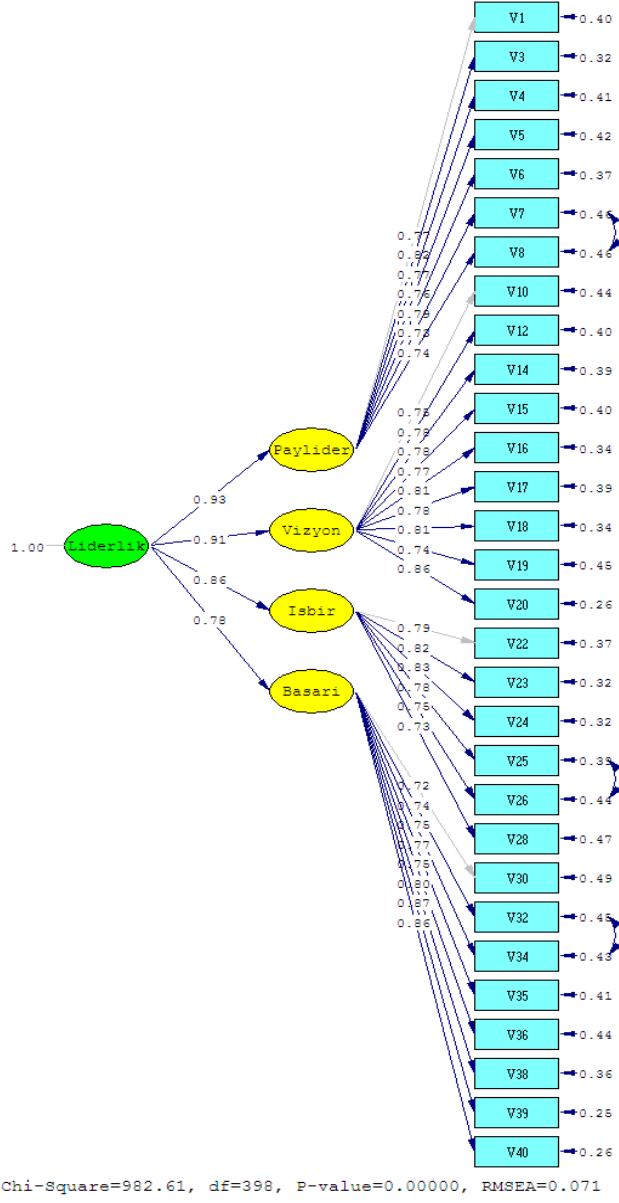 V1 0.40
V3 0.32
V4 0.41
V5 0.42
V6 0.37
V7 0.46
V8 0.46
V10 0.44
V12 0.40
V14 0.39
V15 0.40
V16 0.34
V17 0.39
V18 0.34
V19 0.45
V20 0.26
V22 0.37
V23 0.32
V24 0.32
V25 0.39
V26 0.44
V28 0.47
V30 0.49
V32 0.45
V34 0.43
V35 0.41
V36 0.44
V38 0.36
V39 0.25
V40 0.26
0.77
0.82
0.77
0.76
0.79
0.73
0.74
0.75
0.78
0.78
0.77
0.81
0.78
0.81
0.74
0.86
0.79
0.82
0.83
0.78
0.75
0.73
0.72
0.74
0.75
0.77
0.75
0.80
0.87
0.86
Paylider
Vizyon
Isbir
Basari
0.93
0.91
0.86
0.78
1.00 Liderlik
Chi-Square=982.61, df=398, P-value=0.00000, RMSEA=0.071